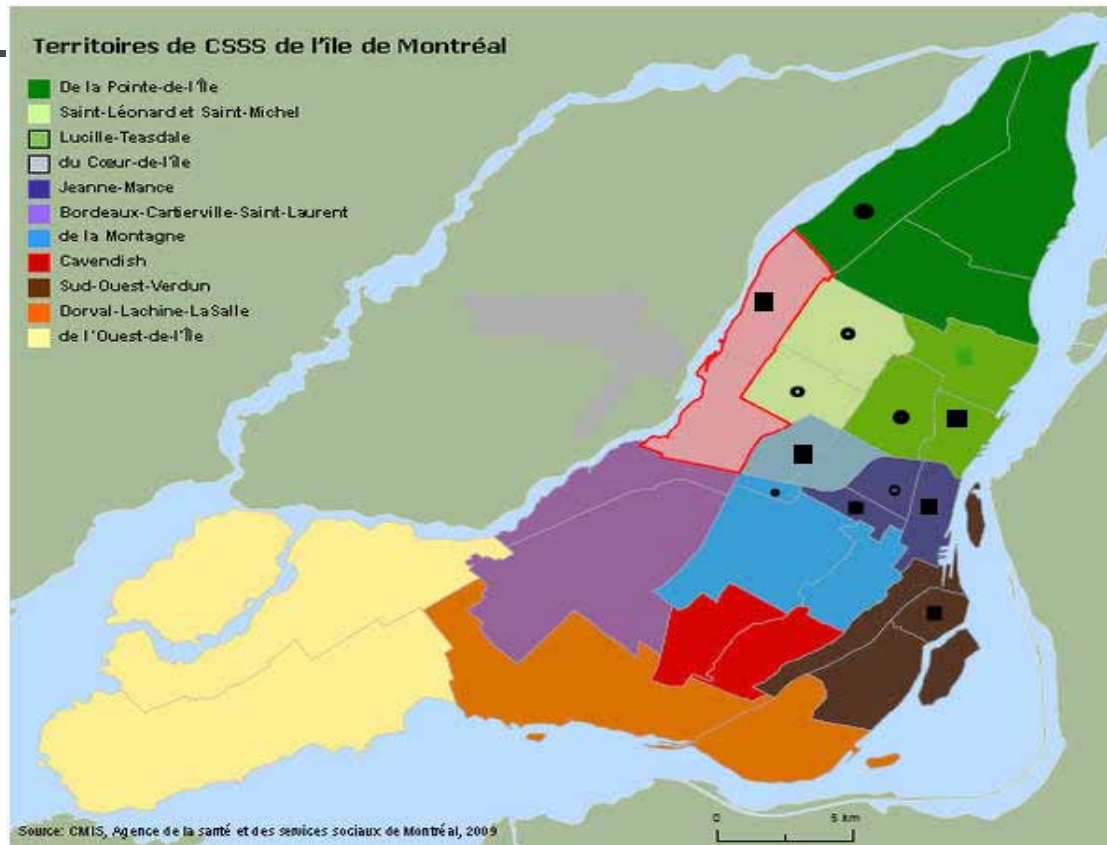 Territoires de CSSS de l'île de Montréal
De la Pointe-de-l'Île
Saint-Léonard et Saint-Michel
Lucille-Teasdale
du Cœur-de-l'île
Jeanne-Mance
Bordeaux-Cartierville-Saint-Laurent
de la Montagne
Cavendish
Sud-Ouest-Verdun
Dorval-Lachine-LaSalle
de l'Ouest-de-l'Île
Source: CMIS, Agence de la santé et des services sociaux de Montréal, 2009
0 5 km